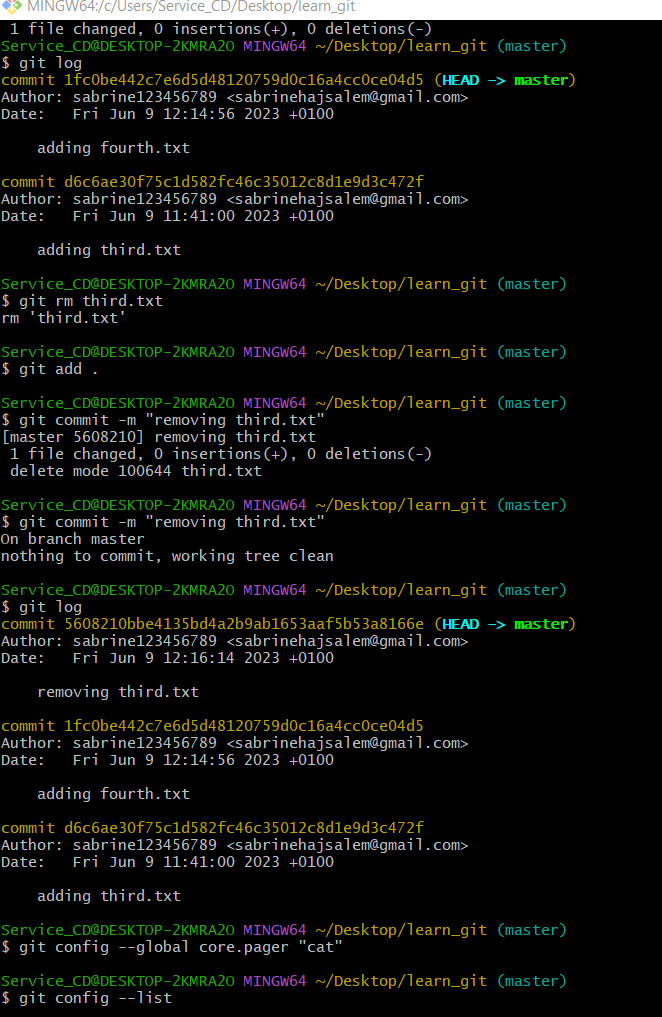 MINGW64:/c/Users/Service_CD/Desktop/learn_git
1 file changed, 0 insertions(+), 0 deletions(-)
Service_CD@DESKTOP-2KMRA2O MINGW64 ~/Desktop/learn_git (master)
$ git log
commit 1fc0be442c7e6d5d48120759d0c16a4cc0ce04d5 (HEAD -> master)
Author: sabrine123456789 <sabrinehajsalem@gmail.com>
Date:   Fri Jun 9 12:14:56 2023 +0100
adding fourth.txt
commit d6c6ae30f75c1d582fc46c35012c8d1e9d3c472f
Author: sabrine123456789 <sabrinehajsalem@gmail.com>
Date:   Fri Jun 9 11:41:00 2023 +0100
adding third.txt
Service_CD@DESKTOP-2KMRA2O MINGW64 ~/Desktop/learn_git (master)
$ git rm third.txt
rm 'third.txt'
Service_CD@DESKTOP-2KMRA2O MINGW64 ~/Desktop/learn_git (master)
$ git add .
Service_CD@DESKTOP-2KMRA2O MINGW64 ~/Desktop/learn_git (master)
$ git commit -m "removing third.txt"
[master 5608210] removing third.txt
1 file changed, 0 insertions(+), 0 deletions(-)
delete mode 100644 third.txt
Service_CD@DESKTOP-2KMRA2O MINGW64 ~/Desktop/learn_git (master)
$ git commit -m "removing third.txt"
On branch master
nothing to commit, working tree clean
Service_CD@DESKTOP-2KMRA2O MINGW64 ~/Desktop/learn_git (master)
$ git log
commit 5608210bbe4135bd4a2b9ab1653aaf5b53a8166e (HEAD -> master)
Author: sabrine123456789 <sabrinehajsalem@gmail.com>
Date:   Fri Jun 9 12:16:14 2023 +0100
removing third.txt
commit 1fc0be442c7e6d5d48120759d0c16a4cc0ce04d5
Author: sabrine123456789 <sabrinehajsalem@gmail.com>
Date:   Fri Jun 9 12:14:56 2023 +0100
adding fourth.txt
commit d6c6ae30f75c1d582fc46c35012c8d1e9d3c472f
Author: sabrine123456789 <sabrinehajsalem@gmail.com>
Date:   Fri Jun 9 11:41:00 2023 +0100
adding third.txt
Service_CD@DESKTOP-2KMRA2O MINGW64 ~/Desktop/learn_git (master)
$ git config --global core.pager "cat"
Service_CD@DESKTOP-2KMRA2O MINGW64 ~/Desktop/learn_git (master)
$ git config --list